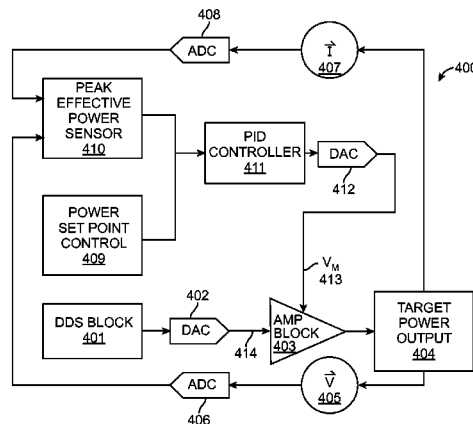 408
ADC
I
407
400
PEAK
EFFECTIVE
POWER
SENSOR
410
PID
CONTROLLER
411
DAC
412
POWER
SET POINT
CONTROL
409
VM
413
402
DDS BLOCK
401
DAC
414
AMP
BLOCK
403
TARGET
POWER
OUTPUT
404
ADC
406
V
405